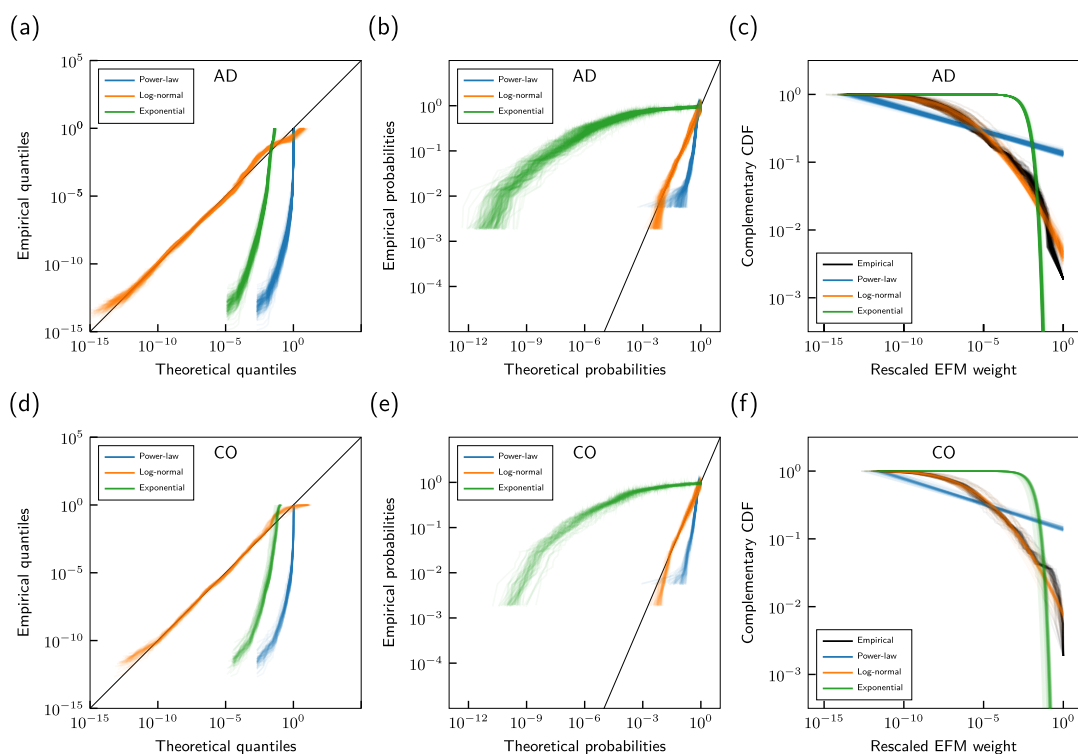 (a)
AD
Power-law
Log-normal
Exponential
10^5
10^0
10^−5
10^−10
10^−15
Empirical quantiles
10^−15
10^−10
10^−5
10^0
Theoretical quantiles
(b)
AD
Power-law
Log-normal
Exponential
10^0
10^−1
10^−2
10^−3
10^−4
Empirical probabilities
10^−12
10^−9
10^−6
10^−3
10^0
Theoretical probabilities
(c)
AD
10^0
10^−1
10^−2
10^−3
Complementary CDF
Empirical
Power-law
Log-normal
Exponential
10^−15
10^−10
10^−5
10^0
Rescaled EFM weight
(d)
CO
Power-law
Log-normal
Exponential
10^5
10^0
10^−5
10^−10
10^−15
Empirical quantiles
10^−15
10^−10
10^−5
10^0
Theoretical quantiles
(e)
CO
Power-law
Log-normal
Exponential
10^0
10^−1
10^−2
10^−3
10^−4
Empirical probabilities
10^−12
10^−9
10^−6
10^−3
10^0
Theoretical probabilities
(f)
CO
10^0
10^−1
10^−2
10^−3
Complementary CDF
Empirical
Power-law
Log-normal
Exponential
10^−15
10^−10
10^−5
10^0
Rescaled EFM weight